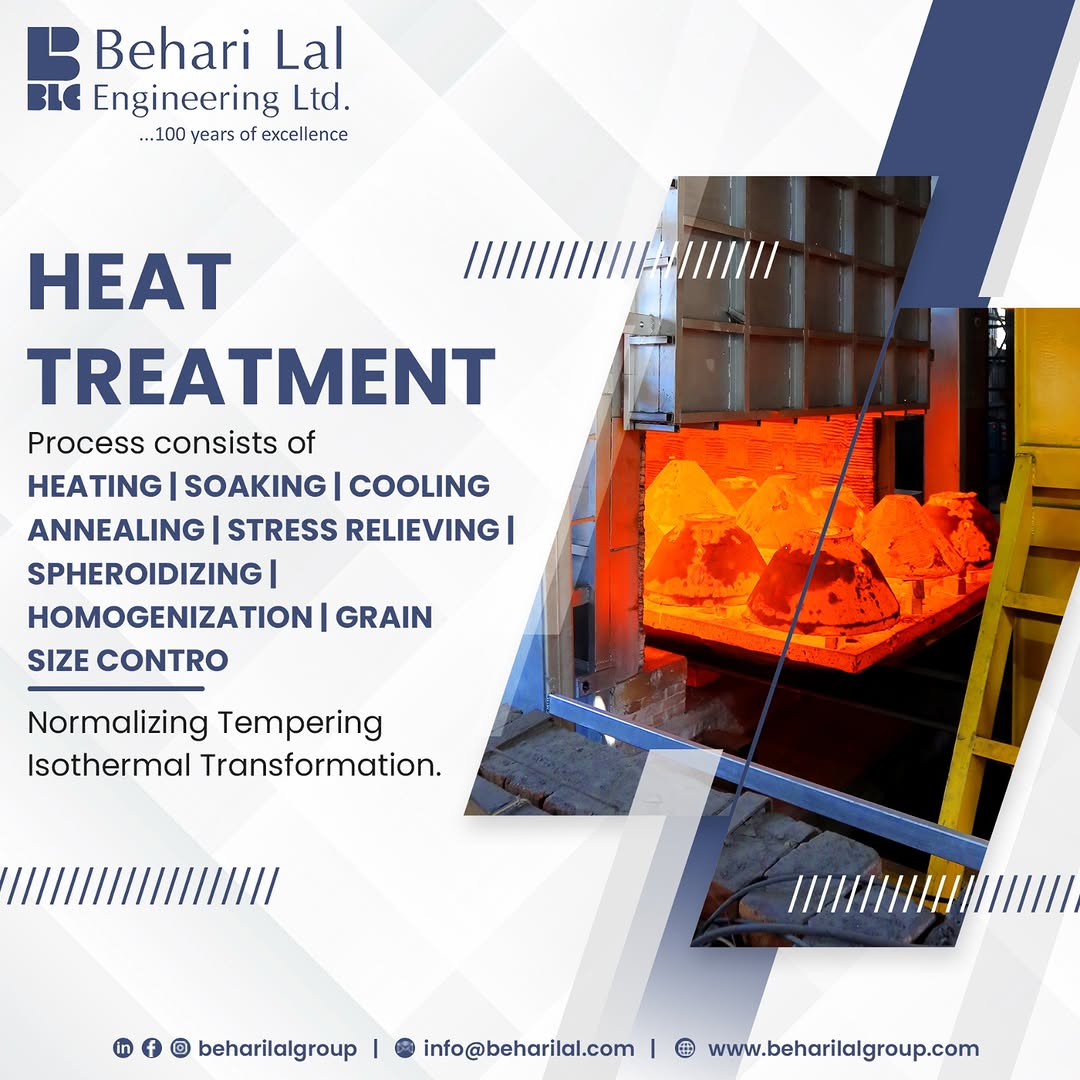 Behari Lal
BLC Engineering Ltd.
...100 years of excellence
HEAT
TREATMENT
Process consists of
HEATING | SOAKING | COOLING
ANNEALING | STRESS RELIEVING |
SPHEROIDIZING |
HOMOGENIZATION | GRAIN
SIZE CONTRO
Normalizing Tempering
Isothermal Transformation.
beharilalgroup | info@beharilal.com | www.beharilalgroup.com